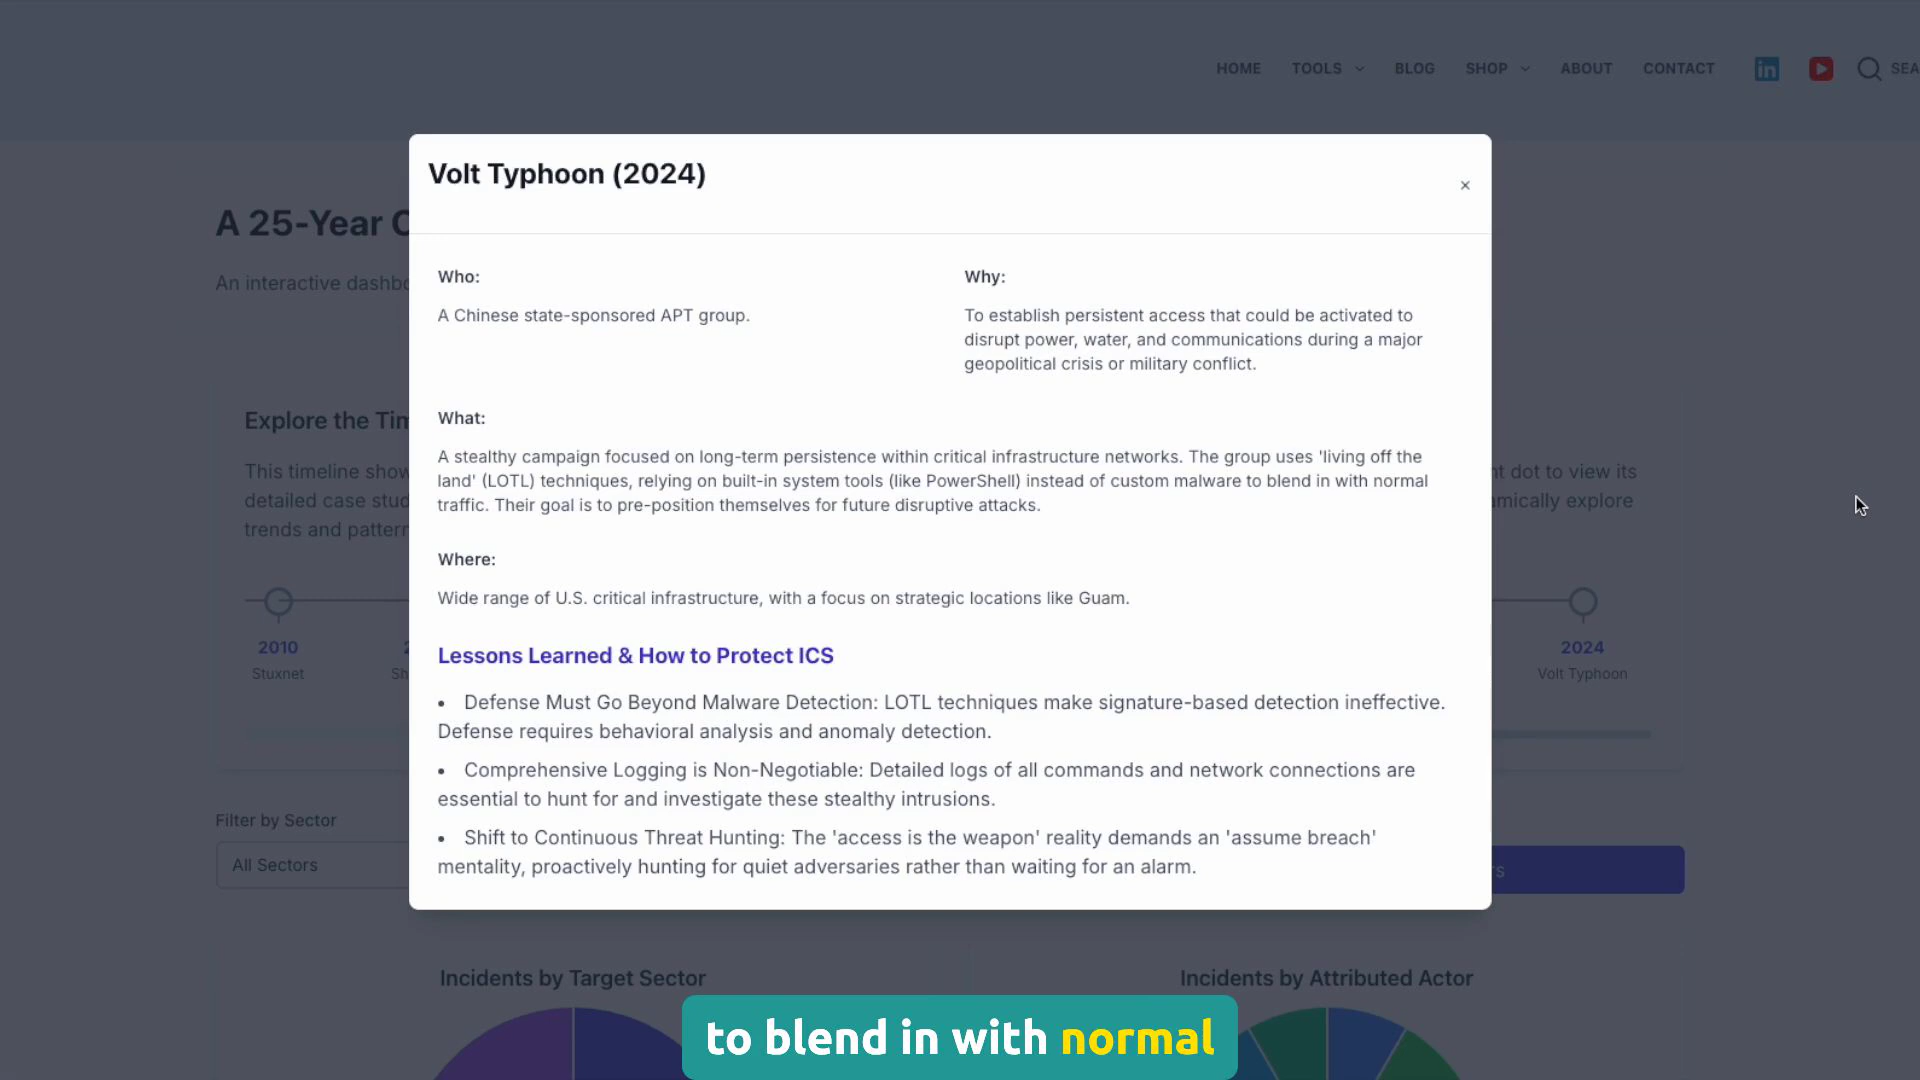 HOME TOOLS BLOG SHOP ABOUT CONTACT in SEA
Volt Typhoon (2024)
×
A 25-Year C
An interactive dashbo
Who:
A Chinese state-sponsored APT group.
Why:
To establish persistent access that could be activated to
disrupt power, water, and communications during a major
geopolitical crisis or military conflict.
What:
A stealthy campaign focused on long-term persistence within critical infrastructure networks. The group uses 'living off the
land' (LOTL) techniques, relying on built-in system tools (like PowerShell) instead of custom malware to blend in with normal
traffic. Their goal is to pre-position themselves for future disruptive attacks.
Where:
Wide range of U.S. critical infrastructure, with a focus on strategic locations like Guam.
Lessons Learned & How to Protect ICS
• Defense Must Go Beyond Malware Detection: LOTL techniques make signature-based detection ineffective.
Defense requires behavioral analysis and anomaly detection.
• Comprehensive Logging is Non-Negotiable: Detailed logs of all commands and network connections are
essential to hunt for and investigate these stealthy intrusions.
• Shift to Continuous Threat Hunting: The 'access is the weapon' reality demands an 'assume breach'
mentality, proactively hunting for quiet adversaries rather than waiting for an alarm.
Explore the Tim
This timeline show
detailed case stud
trends and pattern
nt dot to view its
amically explore
2010
Stuxnet
2
Sh
2024
Volt Typhoon
Filter by Sector
All Sectors
rs
Incidents by Target Sector
Incidents by Attributed Actor
to blend in with normal